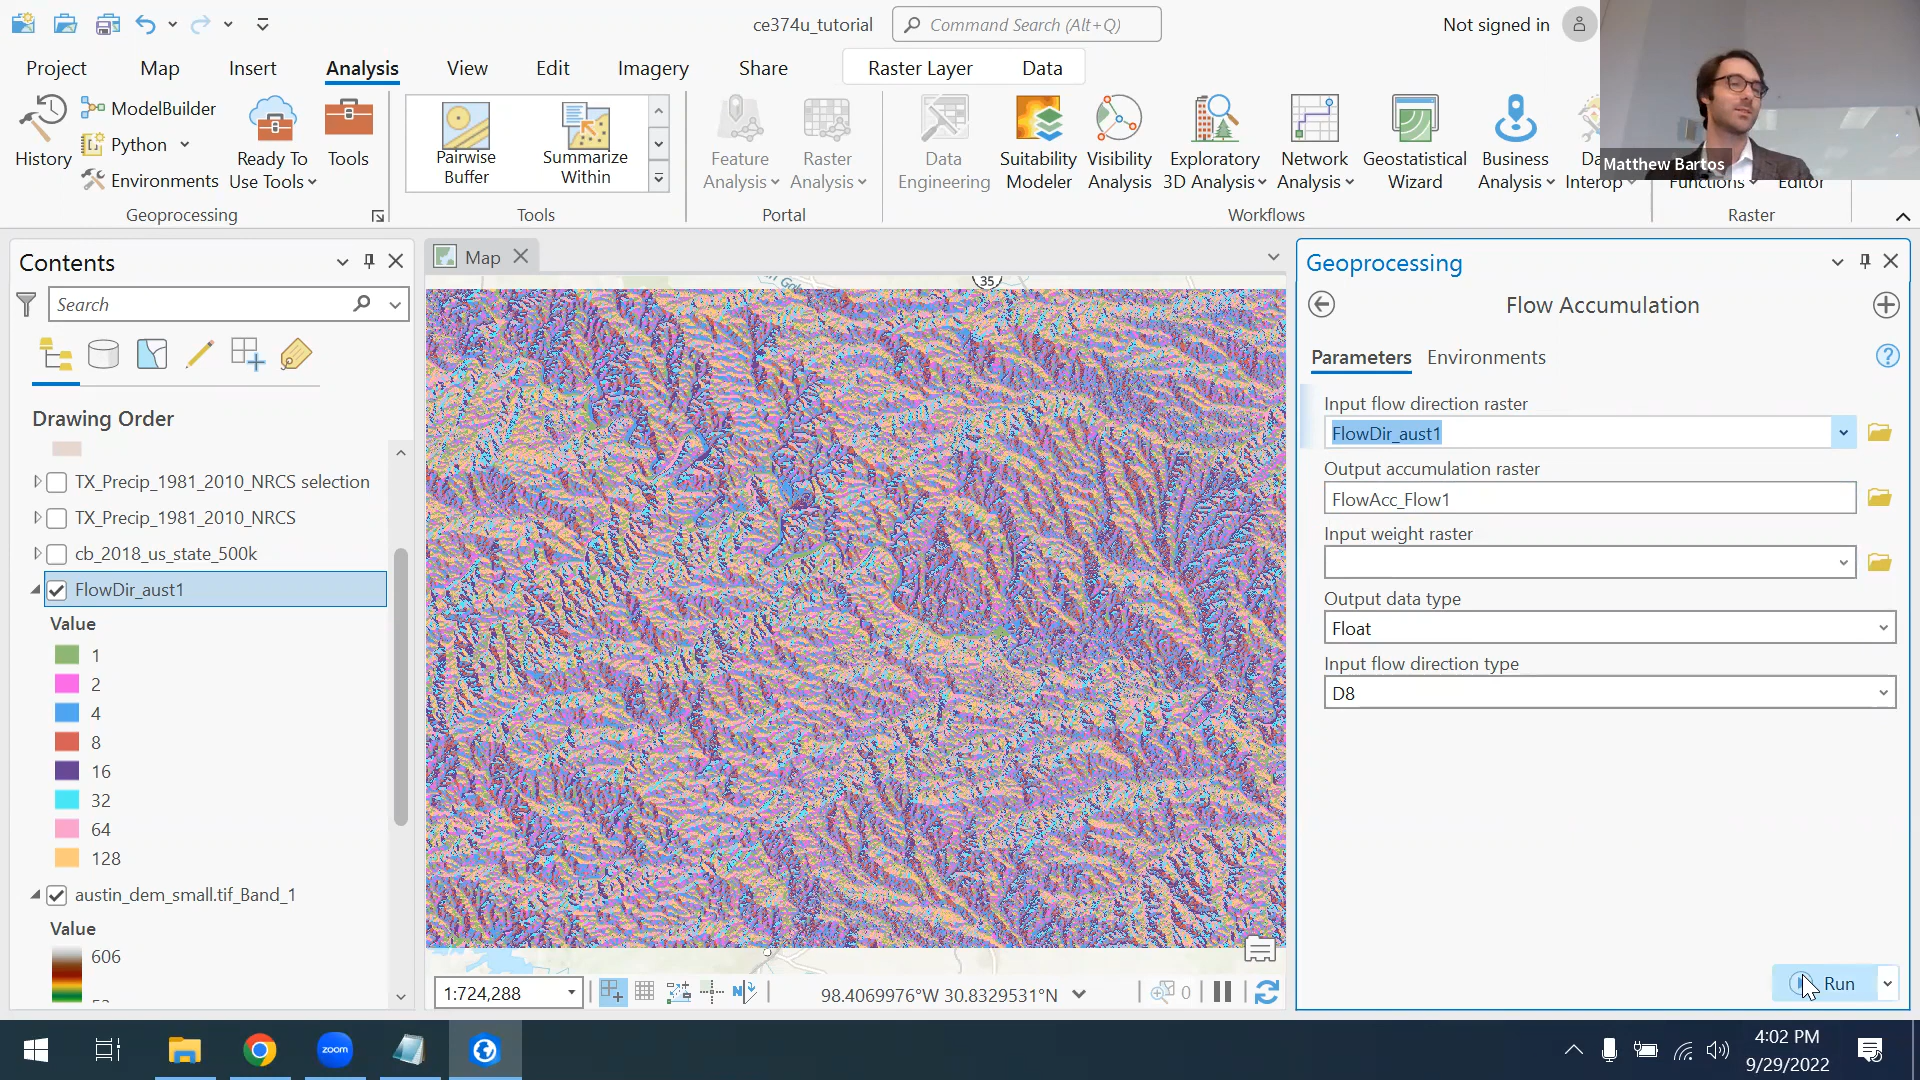 ce374u_tutorial
Command Search (Alt+Q)
Not signed in
Project
Map
Insert
Analysis
View
Edit
Imagery
Share
Raster Layer
Data
History
ModelBuilder
Python
Environments
Ready To
Use Tools
Tools
Geoprocessing
Pairwise
Buffer
Summarize
Within
Tools
Feature
Analysis
Raster
Analysis
Portal
Data
Engineering
Suitability
Modeler
Visibility
Analysis
Exploratory
3D Analysis
Network
Analysis
Geostatistical
Wizard
Business
Analysis
Interop
Workflows
Matthew Bartos
Functions
Editor
Raster
Contents
Search
Drawing Order
TX_Precip_1981_2010_NRCS selection
TX_Precip_1981_2010_NRCS
cb_2018_us_state_500k
FlowDir_aust1
Value
1
2
4
8
16
32
64
128
austin_dem_small.tif_Band_1
Value
606
Map
35
1:724,288
98.4069976°W 30.8329531°N
0
Geoprocessing
Flow Accumulation
Parameters
Environments
Input flow direction raster
FlowDir_aust1
Output accumulation raster
FlowAcc_Flow1
Input weight raster
Output data type
Float
Input flow direction type
D8
Run
zoom
4:02 PM
9/29/2022